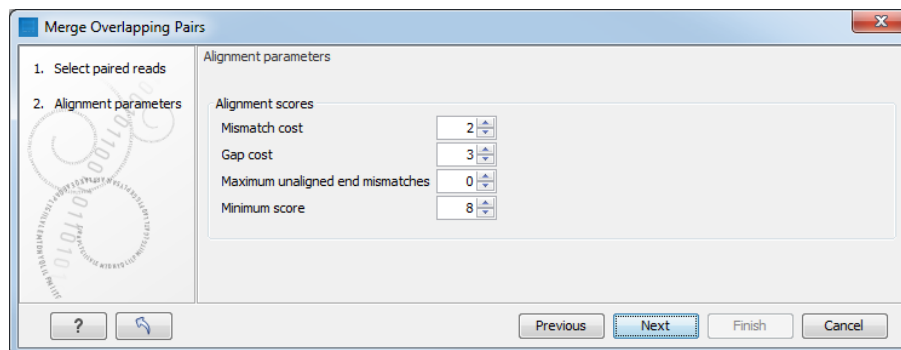 Merge Overlapping Pairs
1. Select paired reads
2. Alignment parameters
Alignment parameters
Alignment scores
Mismatch cost 2
Gap cost 3
Maximum unaligned end mismatches 0
Minimum score 8
? Previous Next Finish Cancel